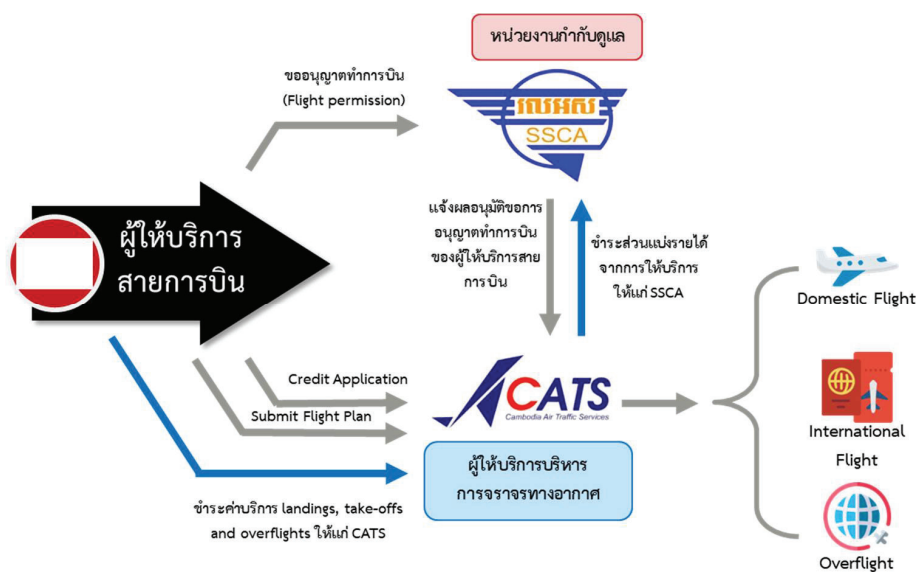 หน่วยงานกำกับดูแล
ขออนุญาตทำการบิน
(Flight permission)
រលអស
SSCA
ผู้ให้บริการ
สายการบิน
แจ้งผลอนุมัติขอการ
อนุญาตทำการบิน
ของผู้ให้บริการสาย
การบิน
ชำระส่วนแบ่งรายได้
จากการให้บริการ
ให้แก่ SSCA
Domestic Flight
Credit Application
Submit Flight Plan
CATS
Cambodia Air Traffic Services
International
Flight
ผู้ให้บริการบริหาร
การจราจรทางอากาศ
ชำระค่าบริการ landings, take-offs
and overflights ให้แก่ CATS
Overflight